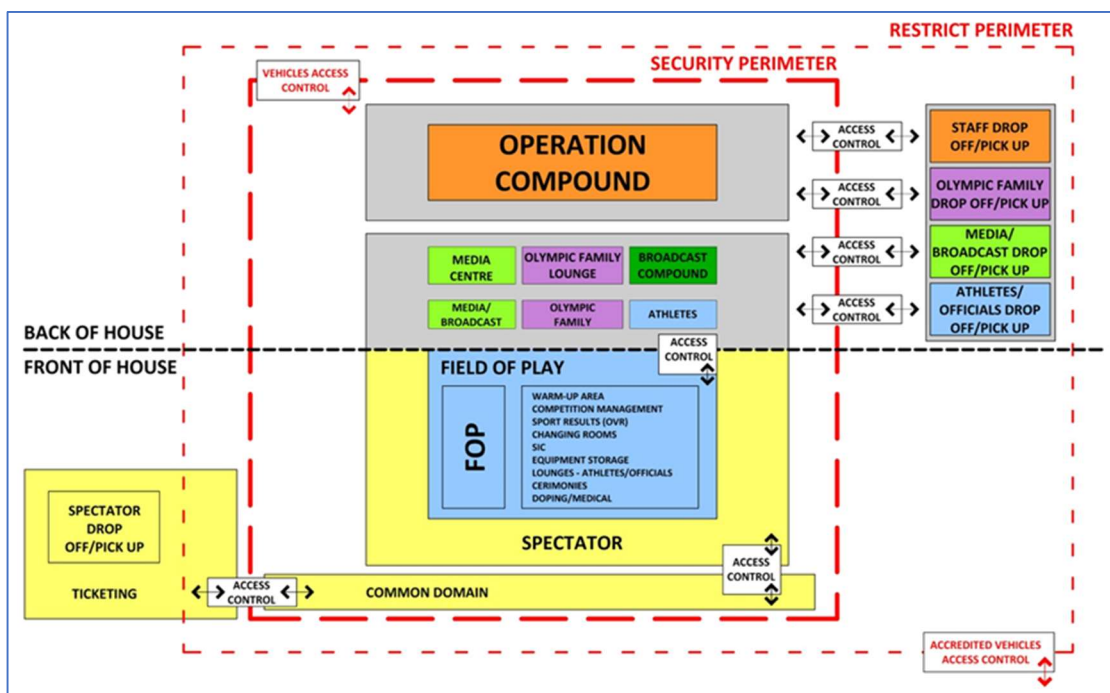 RESTRICT PERIMETER
SECURITY PERIMETER
VEHICLES ACCESS
CONTROL
OPERATION
COMPOUND
ACCESS
CONTROL
STAFF DROP
OFF/PICK UP
ACCESS
CONTROL
OLYMPIC FAMILY
DROP OFF/PICK UP
MEDIA
CENTRE
OLYMPIC FAMILY
LOUNGE
BROADCAST
COMPOUND
ACCESS
CONTROL
MEDIA/
BROADCAST DROP
OFF/PICK UP
MEDIA/
BROADCAST
OLYMPIC
FAMILY
ATHLETES
ACCESS
CONTROL
ATHLETES/
OFFICIALS DROP
OFF/PICK UP
BACK OF HOUSE
FRONT OF HOUSE
ACCESS
CONTROL
FIELD OF PLAY
FOP
WARM-UP AREA
COMPETITION MANAGEMENT
SPORT RESULTS (OVR)
CHANGING ROOMS
SIC
EQUIPMENT STORAGE
LOUNGES - ATHLETES/OFFICIALS
CERIMONIES
DOPING/MEDICAL
SPECTATOR
SPECTATOR
DROP
OFF/PICK UP
TICKETING
ACCESS
CONTROL
COMMON DOMAIN
ACCESS
CONTROL
ACCREDITED VEHICLES
ACCESS CONTROL